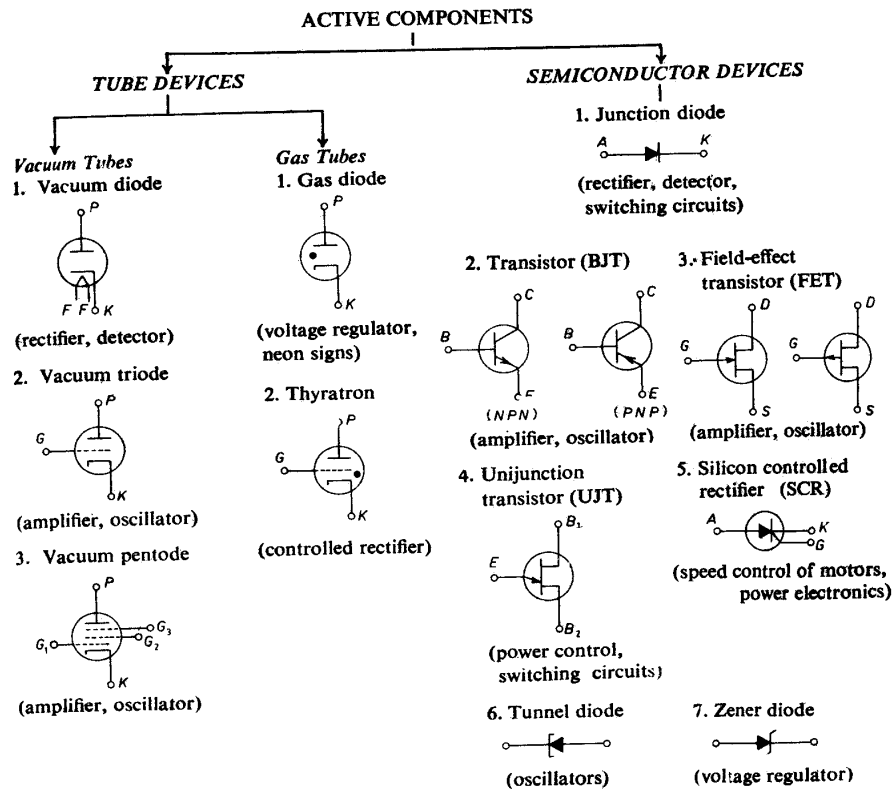 ACTIVE COMPONENTS
TUBE DEVICES
Vacuum Tubes
1. Vacuum diode
P
F F K
(rectifier, detector)
2. Vacuum triode
P
G
K
(amplifier, oscillator)
3. Vacuum pentode
P
G3
G2
G1
K
(amplifier, oscillator)
Gas Tubes
1. Gas diode
P
K
(voltage regulator,
neon signs)
2. Thyratron
P
G
K
(controlled rectifier)
SEMICONDUCTOR DEVICES
1. Junction diode
A K
(rectifier, detector,
switching circuits)
2. Transistor (BJT)
C C
B B
E E
(NPN) (PNP)
(amplifier, oscillator)
3. Field-effect
transistor (FET)
D D
G G
S S
(amplifier, oscillator)
4. Unijunction
transistor (UJT)
B1
E
B2
(power control,
switching circuits)
5. Silicon controlled
rectifier (SCR)
A K
G
(speed control of motors,
power electronics)
6. Tunnel diode
(oscillators)
7. Zener diode
(voltage regulator)